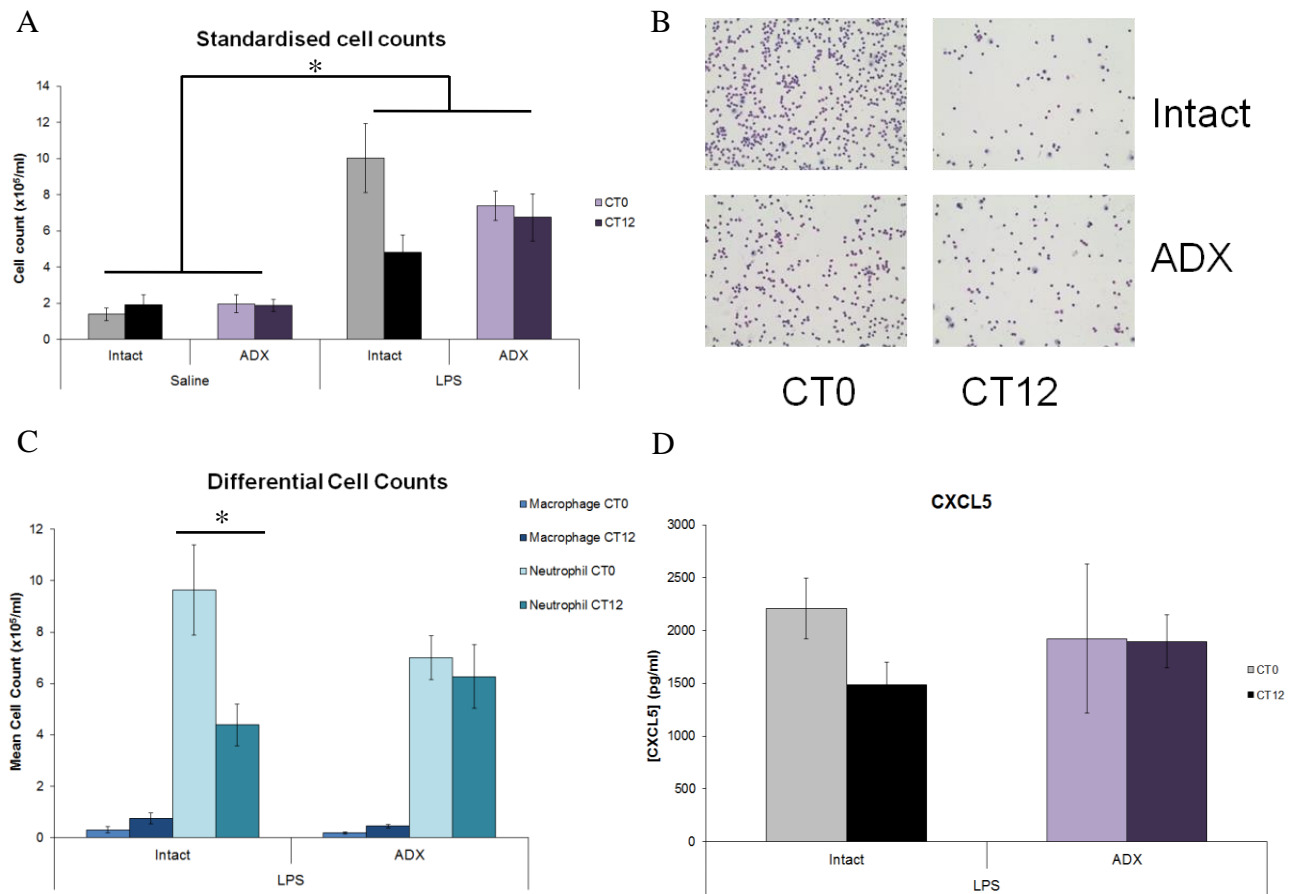 A
Standardised cell counts
*
Cell count (x10⁵/ml)
14
12
10
8
6
4
2
0
Intact
ADX
Intact
ADX
Saline
LPS
CT0
CT12
B
Intact
ADX
CT0
CT12
C
Differential Cell Counts
*
Mean Cell Count (x10⁵/ml)
12
10
8
6
4
2
0
Intact
ADX
LPS
Macrophage CT0
Macrophage CT12
Neutrophil CT0
Neutrophil CT12
D
CXCL5
[CXCL5] (pg/ml)
3000
2500
2000
1500
1000
500
0
Intact
ADX
LPS
CT0
CT12